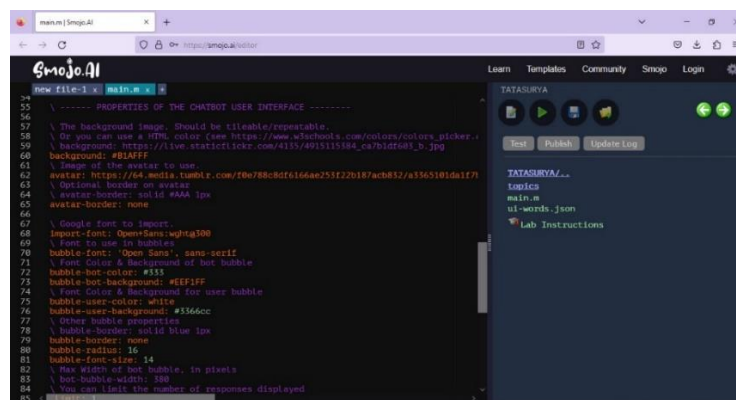 main.m | Smojo.AI
https://smojo.ai/editor
Smojo.AI
Learn Templates Community Smojo Login
new file-1 x main.m x +
TATASURYA
54
55 \ ------ PROPERTIES OF THE CHATBOT USER INTERFACE --------
56
57 \ The background image. Should be tileable/repeatable.
58 \ Or you can use a HTML color (see https://www.w3schools.com/colors/colors_picker.
59 \ background: https://live.staticflickr.com/4135/4915115384_ca7b1df603_b.jpg
60 background: #B1AFFF
61 \ Image of the avatar to use.
62 avatar: https://64.media.tumblr.com/f0e788c8df6166ae253f22b187acb832/a3365101da1f7
63 \ Optional border on avatar
64 \ avatar-border: solid #AAA 1px
65 avatar-border: none
66
67 \ Google font to import.
68 import-font: Open+Sans:wght@300
69 \ Font to use in bubbles
70 bubble-font: 'Open Sans', sans-serif
71 \ Font Color & Background of bot bubble
72 bubble-bot-color: #333
73 bubble-bot-background: #EEF1FF
74 \ Font Color & Background for user bubble
75 bubble-user-color: white
76 bubble-user-background: #3366cc
77 \ Other bubble properties
78 \ bubble-border: solid blue 1px
79 bubble-border: none
80 bubble-radius: 16
81 bubble-font-size: 14
82 \ Max Width of bot bubble, in pixels
83 \ bot-bubble-width: 380
84 \ You can limit the number of responses displayed
85 limit: 1
Test Publish Update Log
TATASURYA/..
topics
main.m
ui-words.json
Lab Instructions